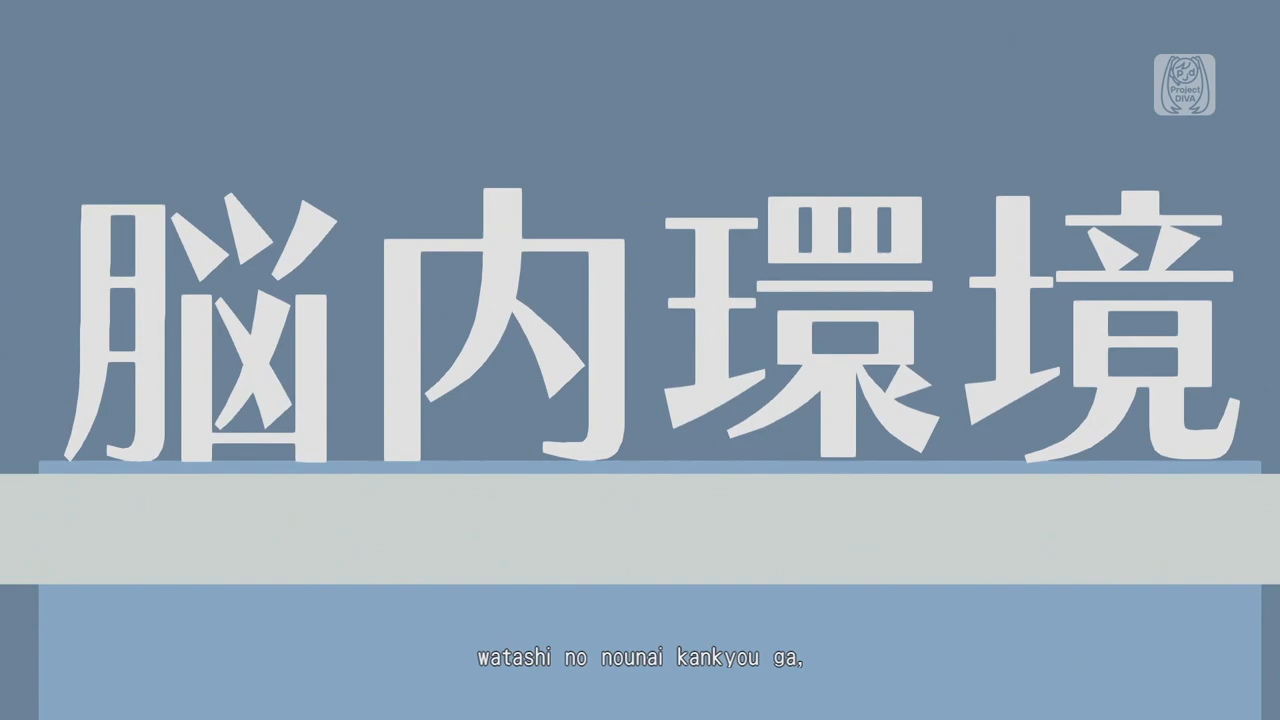 Project
DIVA
脳内環境
watashi no nounai kankyou ga,